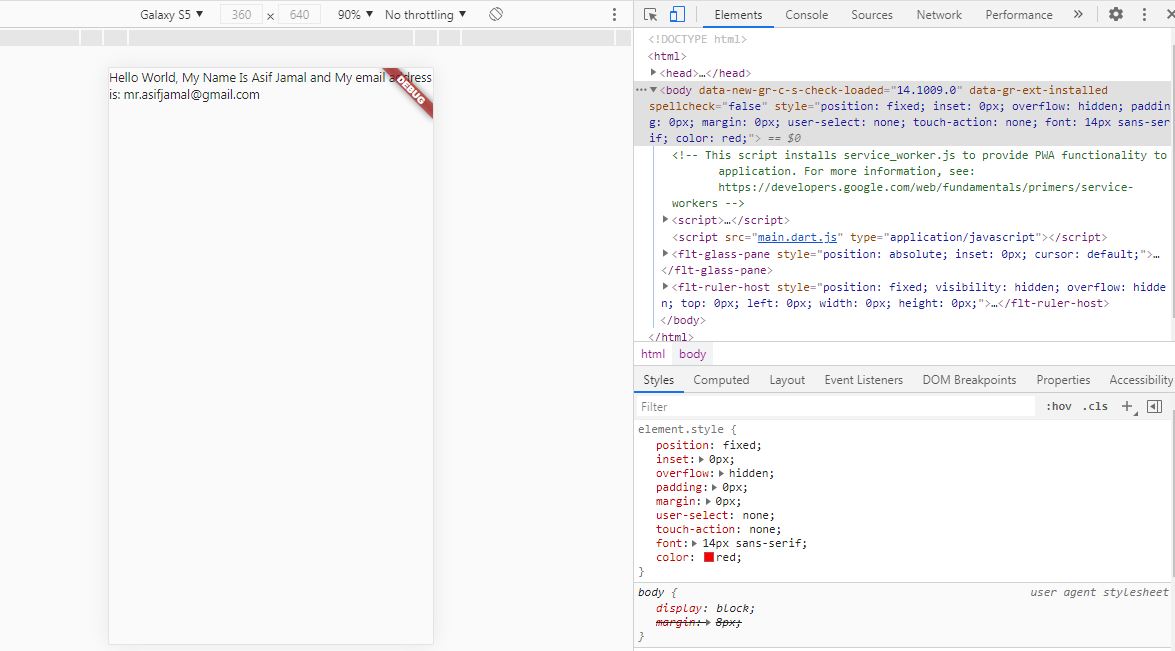 Galaxy S5 ▼ 360 x 640 90% ▼ No throttling ▼
Elements Console Sources Network Performance »
Hello World, My Name Is Asif Jamal and My email address
is: mr.asifjamal@gmail.com
DEBUG
<!DOCTYPE html>
<html>
<head>…</head>
<body data-new-gr-c-s-check-loaded="14.1009.0" data-gr-ext-installed
spellcheck="false" style="position: fixed; inset: 0px; overflow: hidden; paddin
g: 0px; margin: 0px; user-select: none; touch-action: none; font: 14px sans-ser
if; color: red;"> == $0
<!-- This script installs service_worker.js to provide PWA functionality to
application. For more information, see:
https://developers.google.com/web/fundamentals/primers/service-
workers -->
<script>…</script>
<script src="main.dart.js" type="application/javascript"></script>
<flt-glass-pane style="position: absolute; inset: 0px; cursor: default;">…
</flt-glass-pane>
<flt-ruler-host style="position: fixed; visibility: hidden; overflow: hidde
n; top: 0px; left: 0px; width: 0px; height: 0px;">…</flt-ruler-host>
</body>
</html>
html body
Styles Computed Layout Event Listeners DOM Breakpoints Properties Accessibility
Filter :hov .cls +
element.style {
position: fixed;
inset: 0px;
overflow: hidden;
padding: 0px;
margin: 0px;
user-select: none;
touch-action: none;
font: 14px sans-serif;
color: red;
}
body { user agent stylesheet
display: block;
margin: 8px;
}